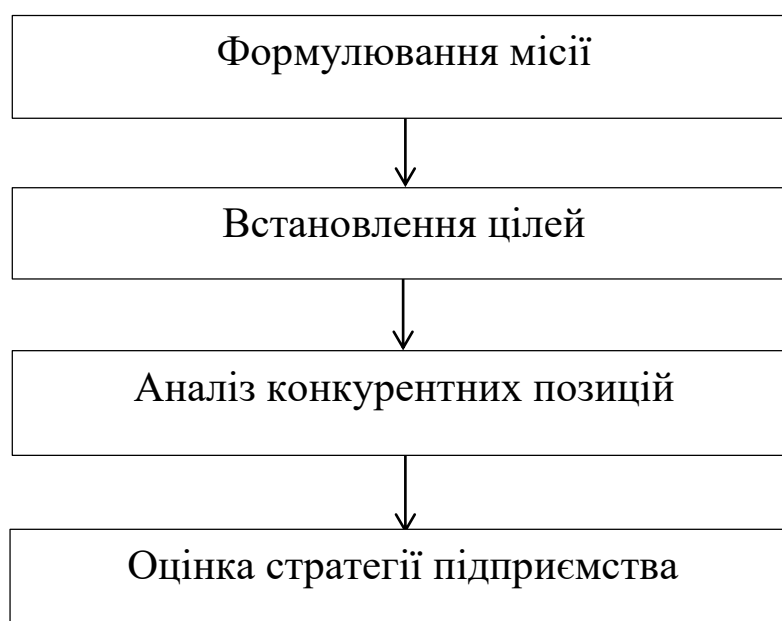 Формулювання місії
Встановлення цілей
Аналіз конкурентних позицій
Оцінка стратегії підприємства